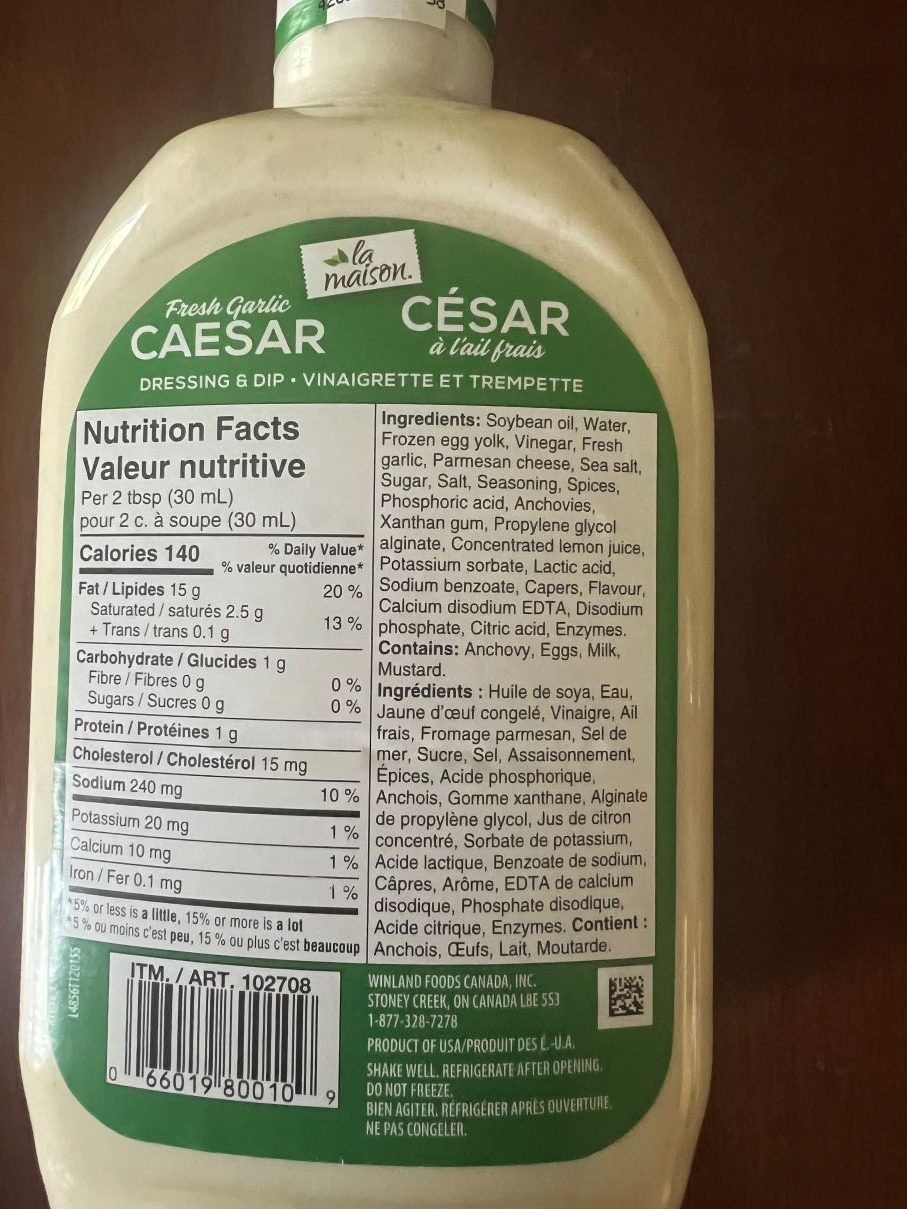 la
maison.
Fresh Garlic
CAESAR
CÉSAR
à l'ail frais
DRESSING & DIP • VINAIGRETTE ET TREMPETTE
Nutrition Facts
Valeur nutritive
Per 2 tbsp (30 mL)
pour 2 c. à soupe (30 mL)
Calories 140
% Daily Value*
% valeur quotidienne*
Fat / Lipides 15 g 20 %
Saturated / saturés 2.5 g
+ Trans / trans 0.1 g 13 %
Carbohydrate / Glucides 1 g
Fibre / Fibres 0 g 0 %
Sugars / Sucres 0 g 0 %
Protein / Protéines 1 g
Cholesterol / Cholestérol 15 mg
Sodium 240 mg 10 %
Potassium 20 mg 1 %
Calcium 10 mg 1 %
Iron / Fer 0.1 mg 1 %
*5% or less is a little, 15% or more is a lot
*5 % ou moins c'est peu, 15 % ou plus c'est beaucoup
Ingredients: Soybean oil, Water,
Frozen egg yolk, Vinegar, Fresh
garlic, Parmesan cheese, Sea salt,
Sugar, Salt, Seasoning, Spices,
Phosphoric acid, Anchovies,
Xanthan gum, Propylene glycol
alginate, Concentrated lemon juice,
Potassium sorbate, Lactic acid,
Sodium benzoate, Capers, Flavour,
Calcium disodium EDTA, Disodium
phosphate, Citric acid, Enzymes.
Contains: Anchovy, Eggs, Milk,
Mustard.
Ingrédients : Huile de soya, Eau,
Jaune d'œuf congelé, Vinaigre, Ail
frais, Fromage parmesan, Sel de
mer, Sucre, Sel, Assaisonnement,
Épices, Acide phosphorique,
Anchois, Gomme xanthane, Alginate
de propylène glycol, Jus de citron
concentré, Sorbate de potassium,
Acide lactique, Benzoate de sodium,
Câpres, Arôme, EDTA de calcium
disodique, Phosphate disodique,
Acide citrique, Enzymes. Contient :
Anchois, Œufs, Lait, Moutarde.
ITM. / ART. 102708
0 66019 80010 9
WINLAND FOODS CANADA, INC.
STONEY CREEK, ON CANADA L8E 5S3
1-877-328-7278
PRODUCT OF USA/PRODUIT DES É.-U.A.
SHAKE WELL. REFRIGERATE AFTER OPENING.
DO NOT FREEZE.
BIEN AGITER, RÉFRIGÉRER APRÈS OUVERTURE.
NE PAS CONGELER.